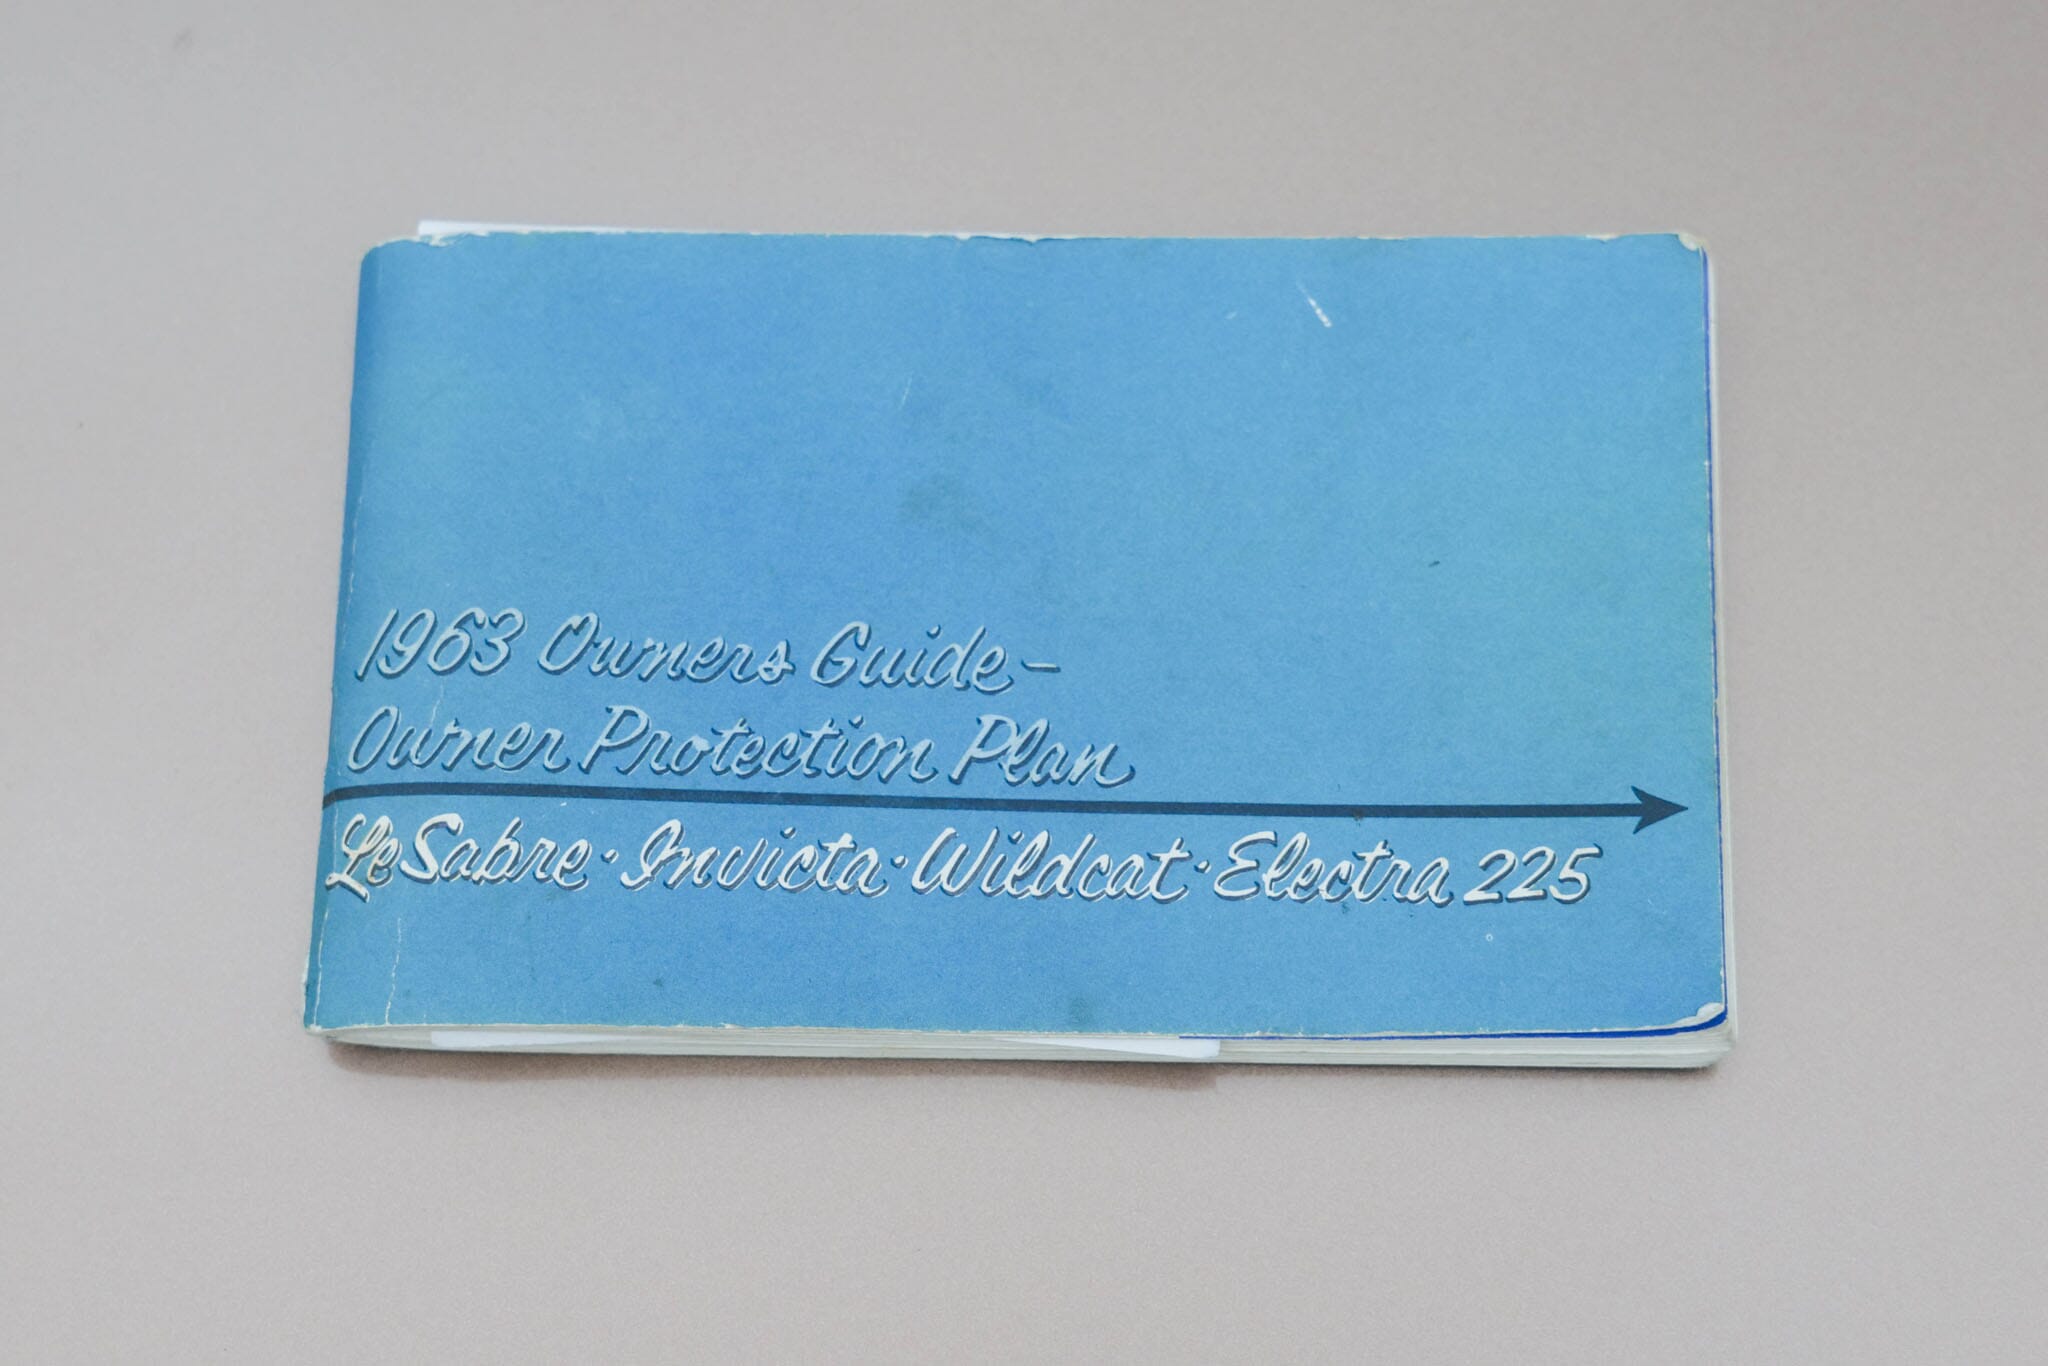 1963 Owners Guide –
Owner Protection Plan
LeSabre · Invicta · Wildcat · Electra 225